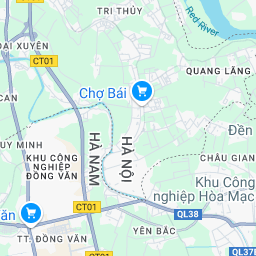 TRI THỦY
Red River
ĐẠI XUYÊN
CT01
QUANG LÃNG
Chợ Bái
CAN
Đền
UY MINH
HÀ NAM
HÀ NỘI
KHU CÔNG
NGHIỆP
ĐỒNG VĂN
CHÂU GIAN
Khu Công
nghiệp Hòa Mạc
CT01
QL38
ăn
YÊN BẮC
TT. ĐỒNG VĂN
CT01
QL37